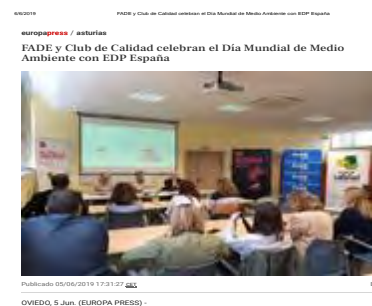 6/6/2019 FADE y Club de Calidad celebran el Día Mundial de Medio Ambiente con EDP España
europapress / asturias
FADE y Club de Calidad celebran el Día Mundial de Medio
Ambiente con EDP España
Publicado 05/06/2019 17:31:27 CET
OVIEDO, 5 Jun. (EUROPA PRESS) -